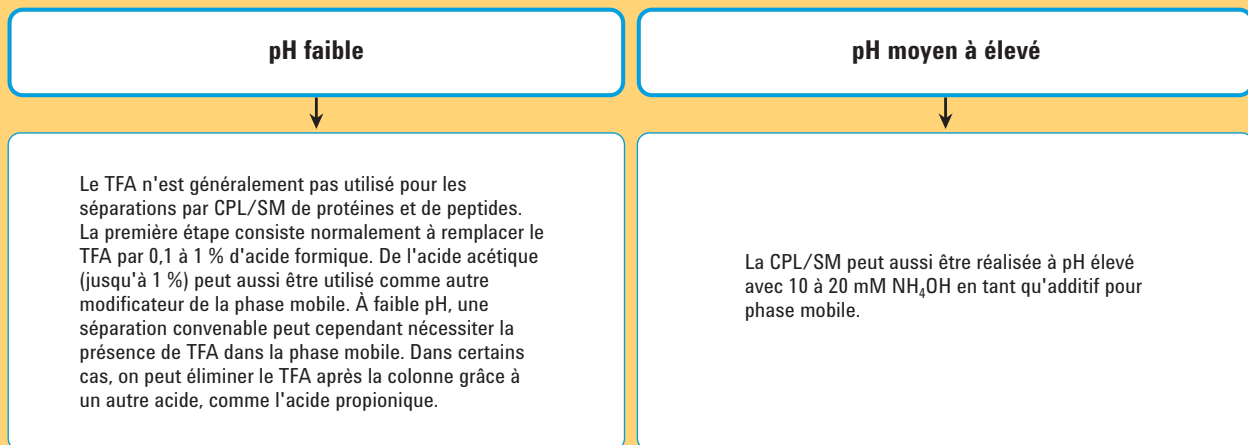 pH faible
Le TFA n'est généralement pas utilisé pour les
séparations par CPL/SM de protéines et de peptides.
La première étape consiste normalement à remplacer le
TFA par 0,1 à 1 % d'acide formique. De l'acide acétique
(jusqu'à 1 %) peut aussi être utilisé comme autre
modificateur de la phase mobile. À faible pH, une
séparation convenable peut cependant nécessiter la
présence de TFA dans la phase mobile. Dans certains
cas, on peut éliminer le TFA après la colonne grâce à
un autre acide, comme l'acide propionique.
pH moyen à élevé
La CPL/SM peut aussi être réalisée à pH élevé
avec 10 à 20 mM NH₄OH en tant qu'additif pour
phase mobile.